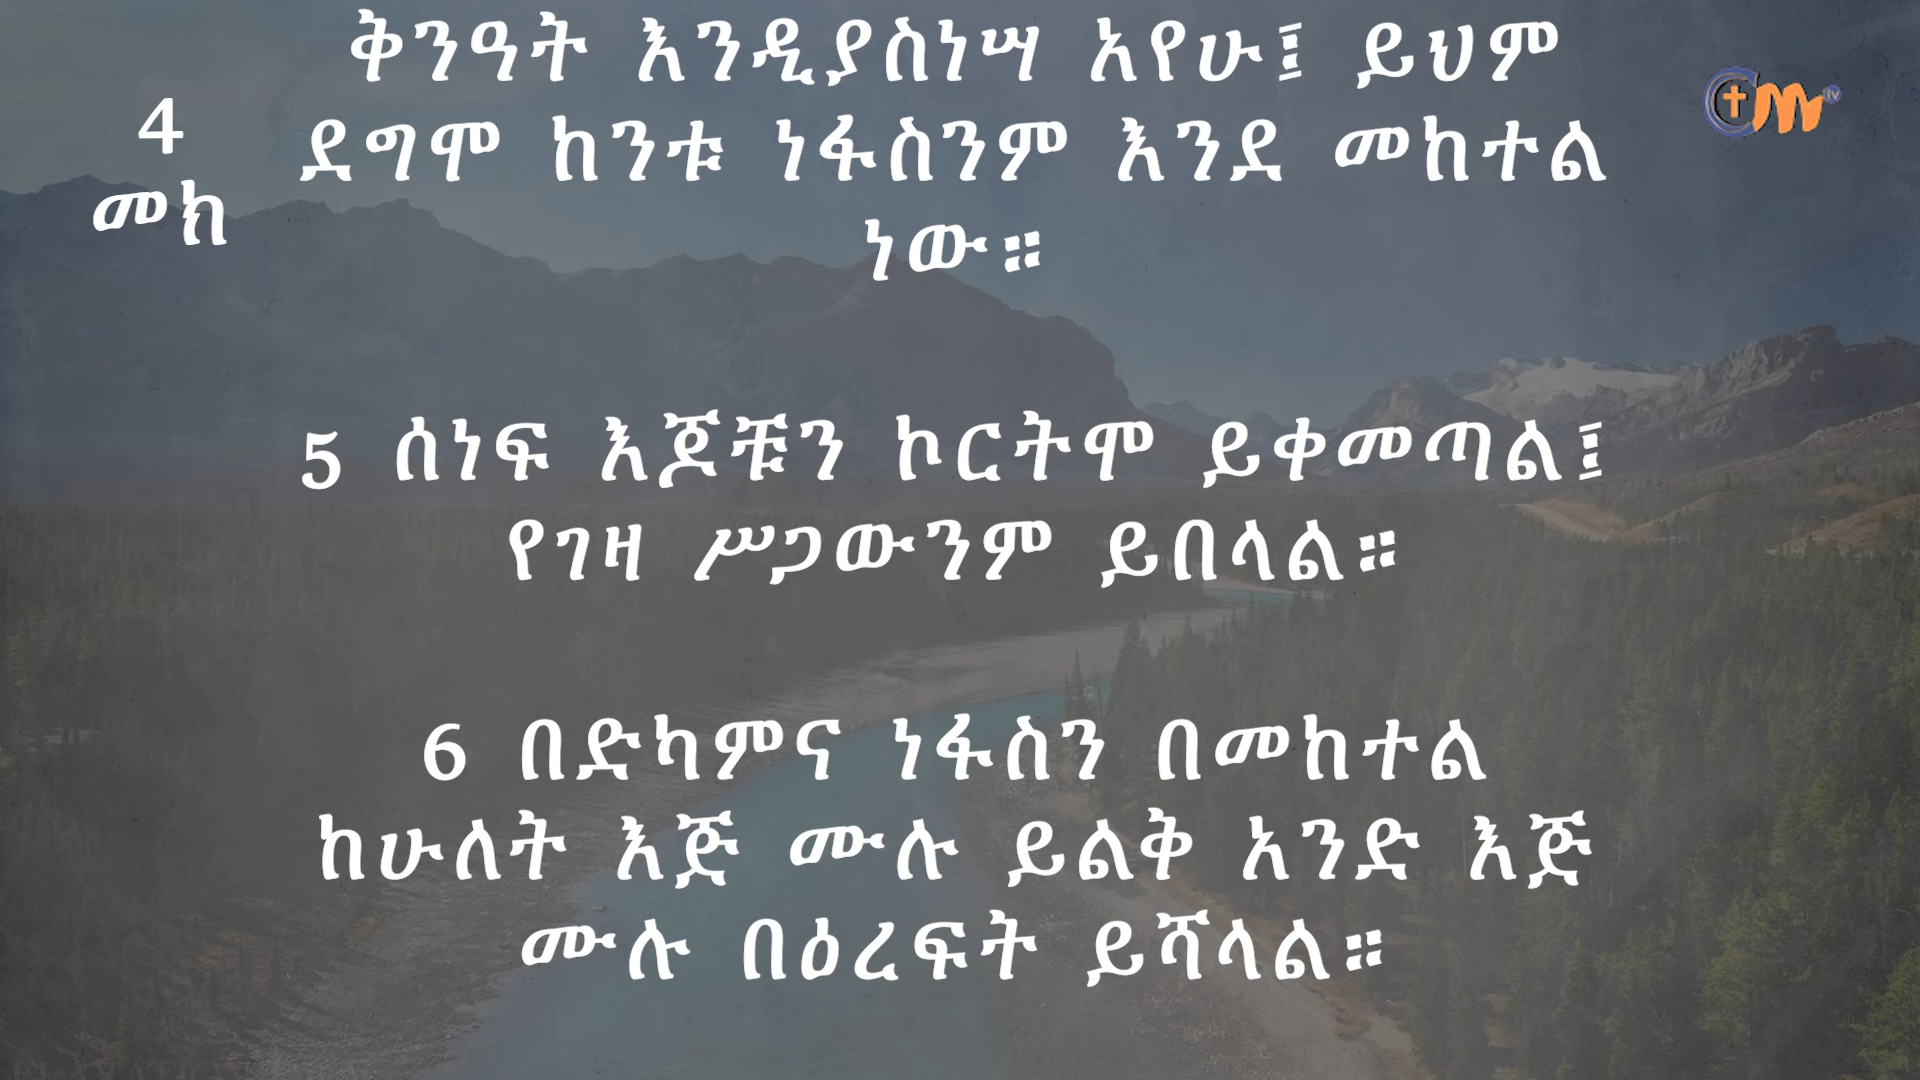 4
መክ
ቅንዓት እንዲያስነሣ አየሁ፤ ይህም
ደግሞ ከንቱ ነፋስንም እንደ መከተል
ነው።
5 ሰነፍ እጆቹን ኮርትሞ ይቀመጣል፤
የገዛ ሥጋውንም ይበላል።
6 በድካምና ነፋስን በመከተል
ከሁለት እጅ ሙሉ ይልቅ አንድ እጅ
ሙሉ በዕረፍት ይሻላል።